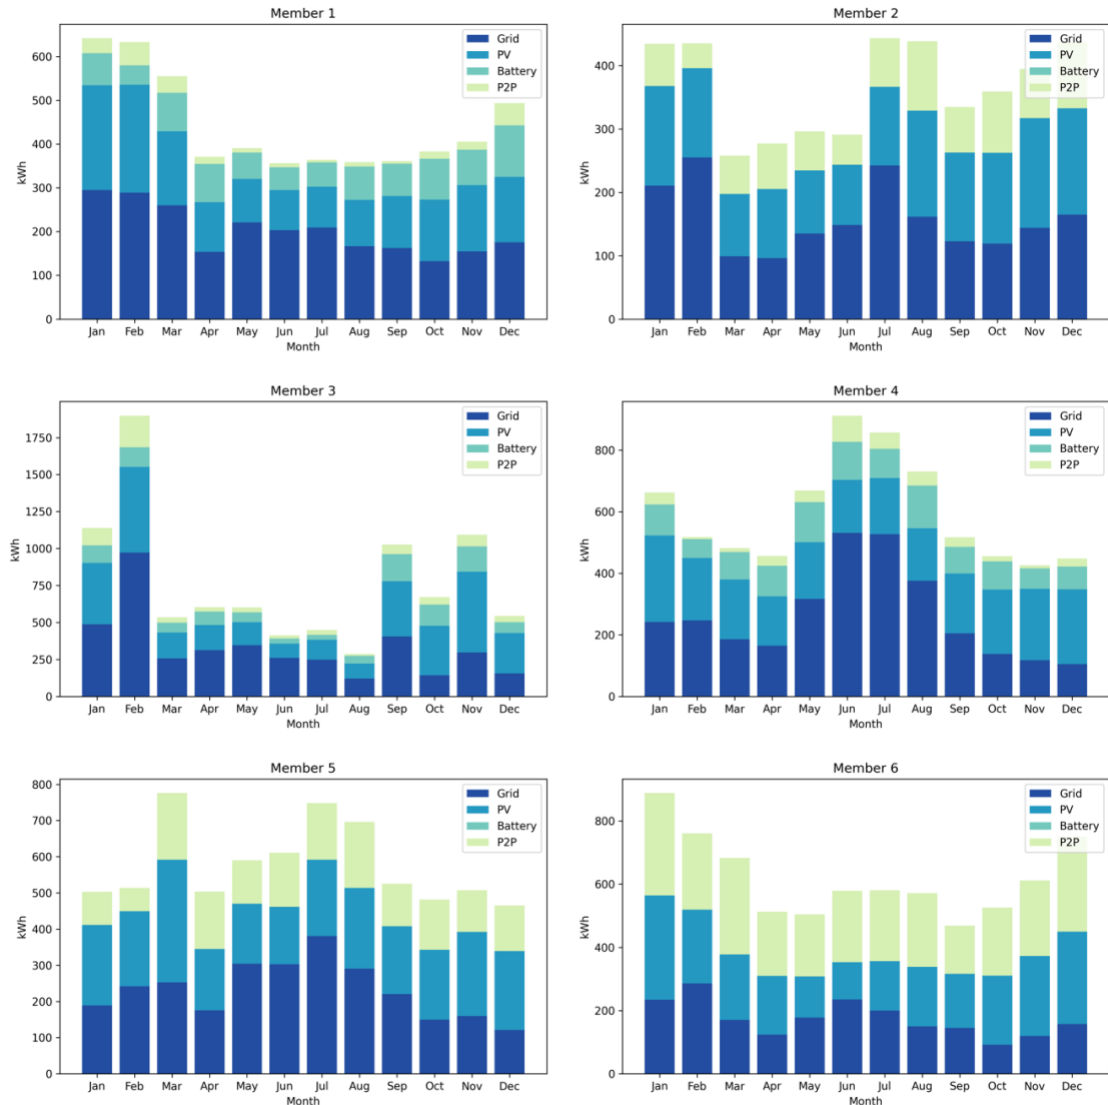 Member 1
Grid
PV
Battery
P2P
kWh
600
500
400
300
200
100
0
Jan Feb Mar Apr May Jun Jul Aug Sep Oct Nov Dec
Month
Member 2
Grid
PV
Battery
P2P
kWh
400
300
200
100
0
Jan Feb Mar Apr May Jun Jul Aug Sep Oct Nov Dec
Month
Member 3
Grid
PV
Battery
P2P
kWh
1750
1500
1250
1000
750
500
250
0
Jan Feb Mar Apr May Jun Jul Aug Sep Oct Nov Dec
Month
Member 4
Grid
PV
Battery
P2P
kWh
800
600
400
200
0
Jan Feb Mar Apr May Jun Jul Aug Sep Oct Nov Dec
Month
Member 5
Grid
PV
Battery
P2P
kWh
800
700
600
500
400
300
200
100
0
Jan Feb Mar Apr May Jun Jul Aug Sep Oct Nov Dec
Month
Member 6
Grid
PV
Battery
P2P
kWh
800
600
400
200
0
Jan Feb Mar Apr May Jun Jul Aug Sep Oct Nov Dec
Month